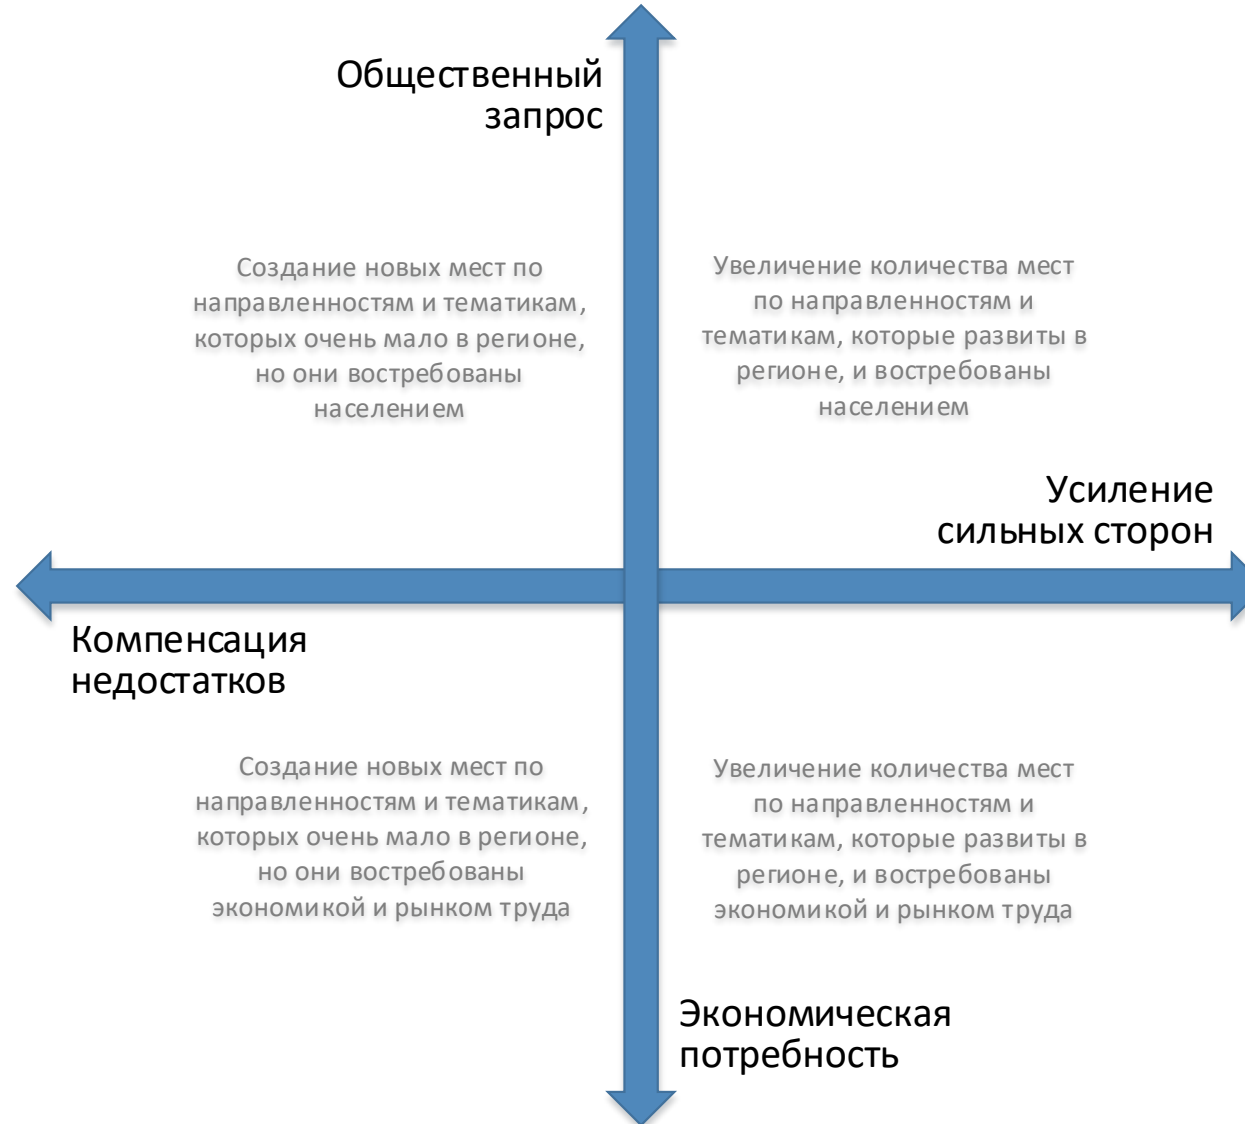 Общественный
запрос
Создание новых мест по
направленностям и тематикам,
которых очень мало в регионе,
но они востребованы
населением
Увеличение количества мест
по направленностям и
тематикам, которые развиты в
регионе, и востребованы
населением
Усиление
сильных сторон
Компенсация
недостатков
Создание новых мест по
направленностям и тематикам,
которых очень мало в регионе,
но они востребованы
экономикой и рынком труда
Увеличение количества мест
по направленностям и
тематикам, которые развиты в
регионе, и востребованы
экономикой и рынком труда
Экономическая
потребность